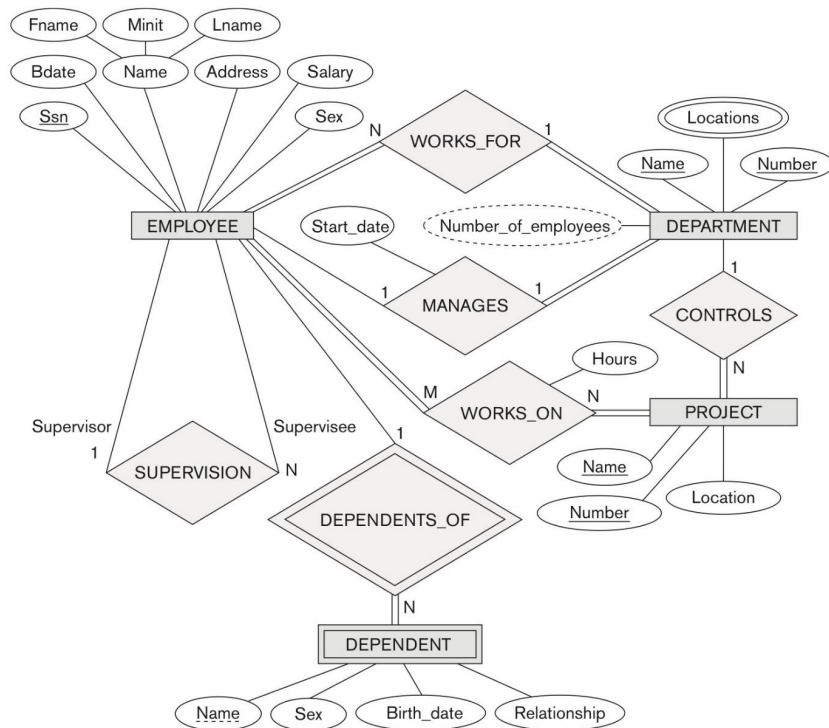 Fname
Minit
Lname
Bdate
Name
Address
Salary
Ssn
Sex
N
WORKS_FOR
1
Locations
Name
Number
EMPLOYEE
Start_date
Number_of_employees
DEPARTMENT
1
MANAGES
1
1
CONTROLS
N
Hours
M
WORKS_ON
N
PROJECT
Supervisor
1
Supervisee
N
SUPERVISION
1
Name
Number
Location
DEPENDENTS_OF
N
DEPENDENT
Name
Sex
Birth_date
Relationship